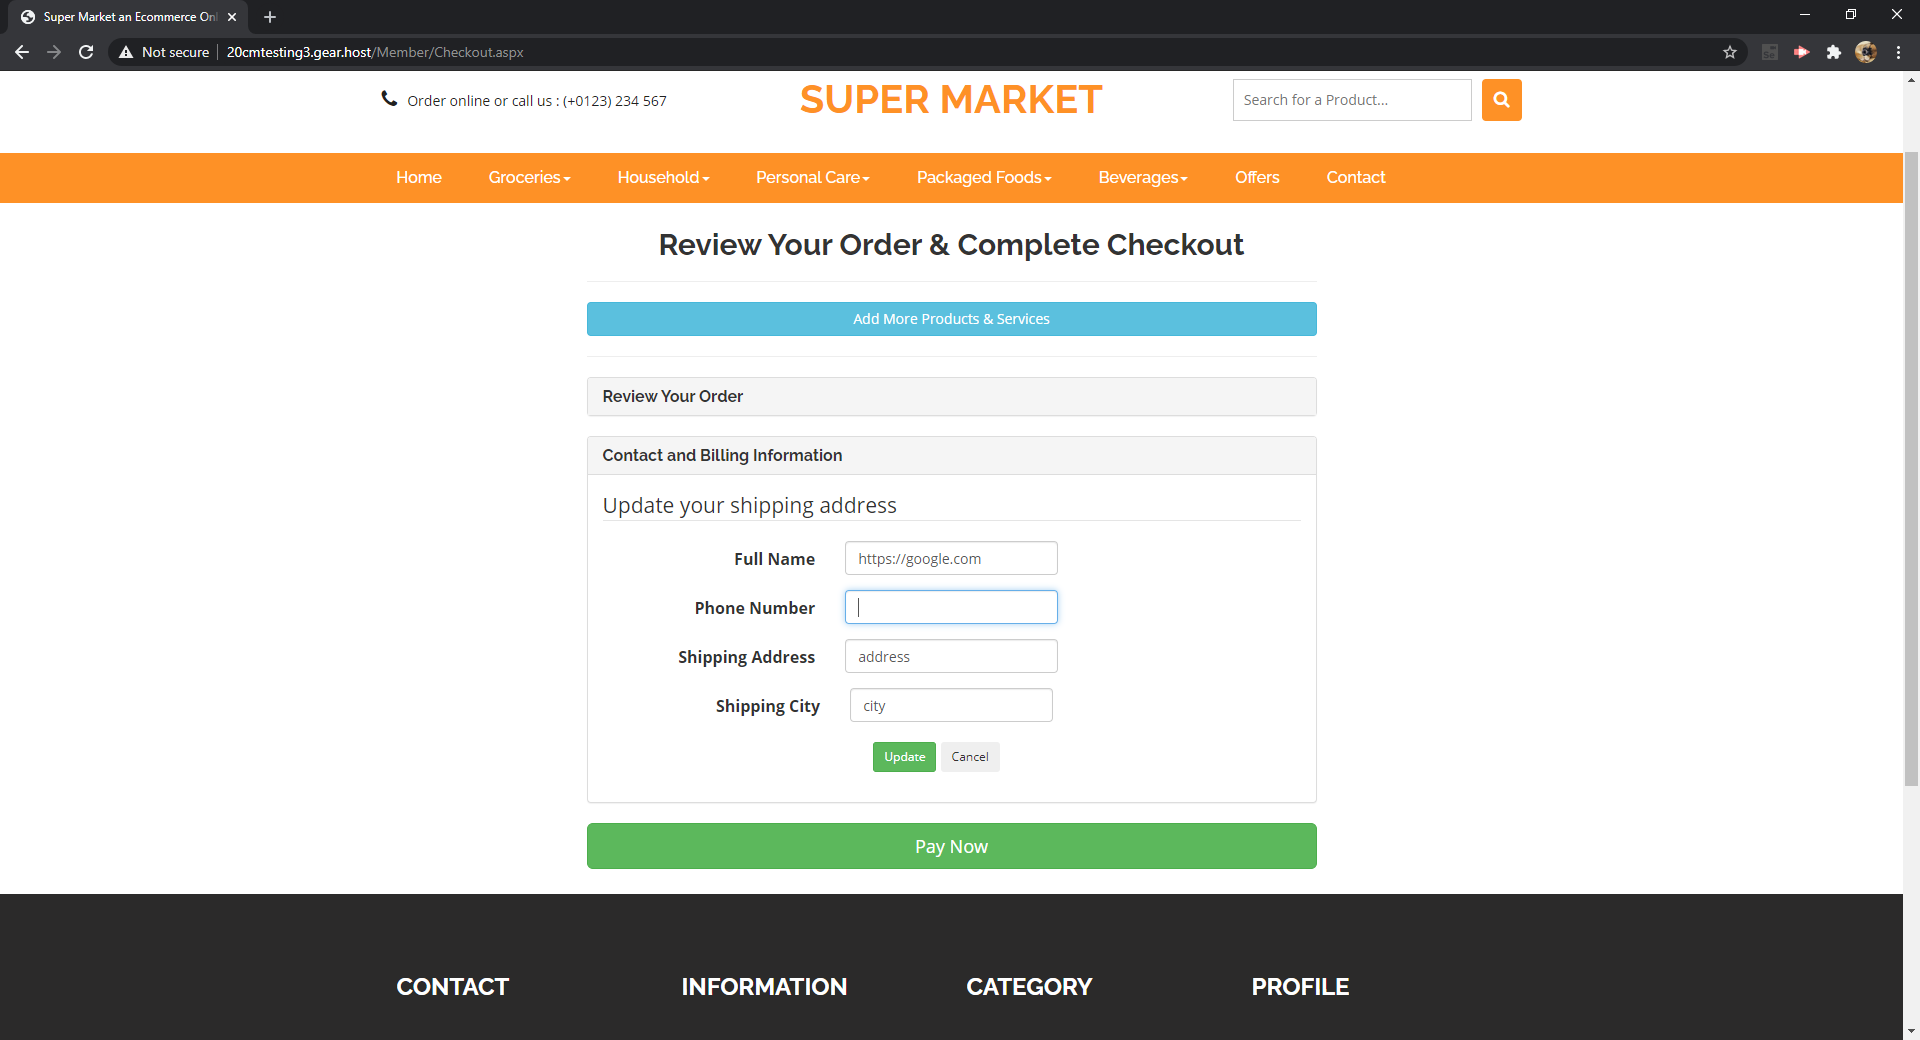 Super Market an Ecommerce Onl
Not secure
20cmtesting3.gear.host/Member/Checkout.aspx
Order online or call us : (+0123) 234 567
SUPER MARKET
Search for a Product...
Home Groceries Household Personal Care Packaged Foods Beverages Offers Contact
Review Your Order & Complete Checkout
Add More Products & Services
Review Your Order
Contact and Billing Information
Update your shipping address
Full Name https://google.com
Phone Number
Shipping Address address
Shipping City city
Update Cancel
Pay Now
CONTACT INFORMATION CATEGORY PROFILE